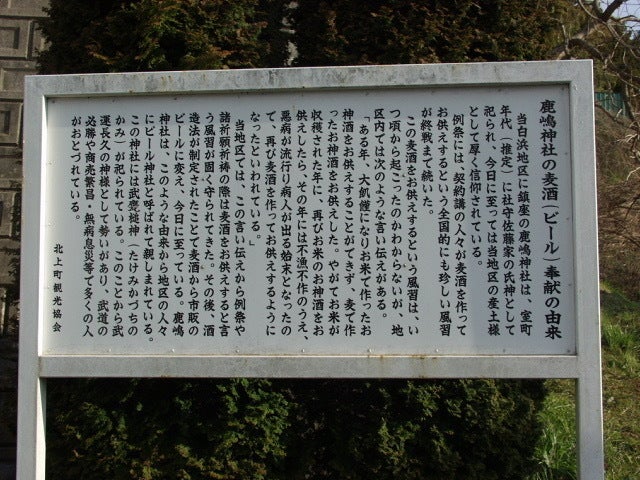 鹿嶋神社の麦酒(ビール)奉献の由来
当白浜地区に鎮座の鹿嶋神社は、室町
年代(推定)に社守佐藤家の氏神として
祀られ、今日に至っては当地区の産土様
として厚く信仰されている。
例祭には、契約講の人々が麦酒を作って
お供えするという全国的にも珍しい風習
が終戦まで続いた。
この麦酒をお供えするという風習は、い
つ頃から起こったのかわからないが、地
区内では次のような言い伝えがある。
「ある年、大飢饉になりお米で作ったお
神酒をお供えすることができず、麦で作
ったお神酒をお供えした。やがてお米が
収穫された年に、再びお米のお神酒をお
供えしたら、その年には不漁不作のうえ、
悪病が流行り病人が出る始末となったの
で、再び麦酒を作ってお供えするように
なったといわれている。」
当地区では、この言い伝えから例祭や
諸祈願祈祷の際は麦酒をお供えすると言
う風習が固く守られてきた。その後、酒
造法が制定されたことで麦酒から市販の
ビールに変え、今日に至っている。鹿嶋
神社は、このような由来から地区の人々
にビール神社と呼ばれて親しまれている。
この神社には武甕槌神(たけみかづちの
かみ)が祀られている。このことから武
運長久の神様として勢いがあり、武道の
必勝や商売繁昌・無病息災等で多くの人
がおとづれている。
北上町観光協会